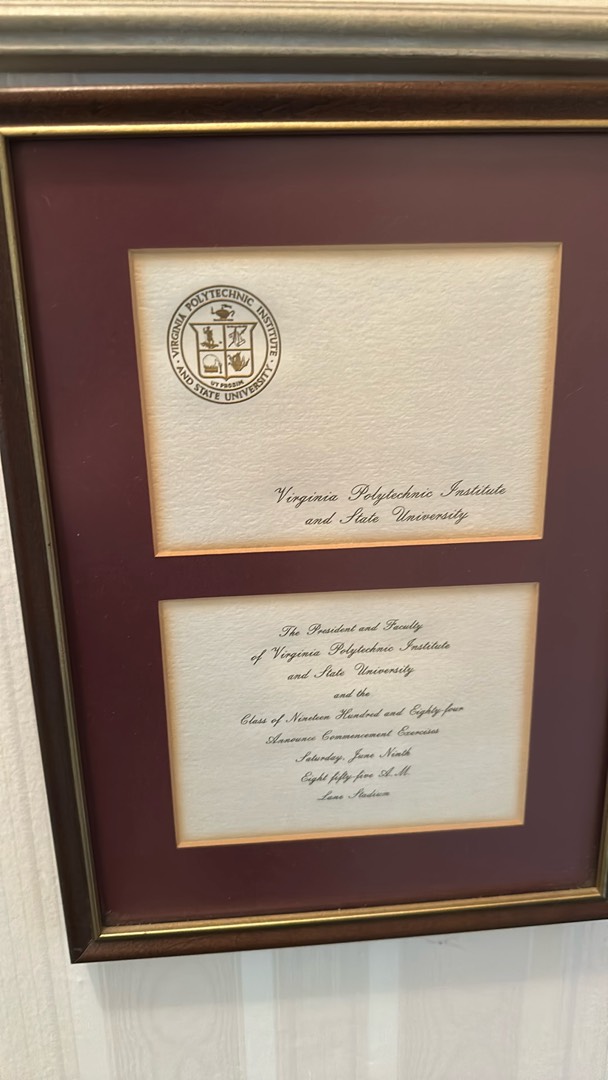 VIRGINIA POLYTECHNIC INSTITUTE
AND STATE UNIVERSITY
UT PROSIM
Virginia Polytechnic Institute
and State University
The President and Faculty
of Virginia Polytechnic Institute
and State University
and the
Class of Nineteen Hundred and Eighty-four
Announce Commencement Exercises
Saturday, June Ninth
Eight fifty-five A.M.
Lane Stadium